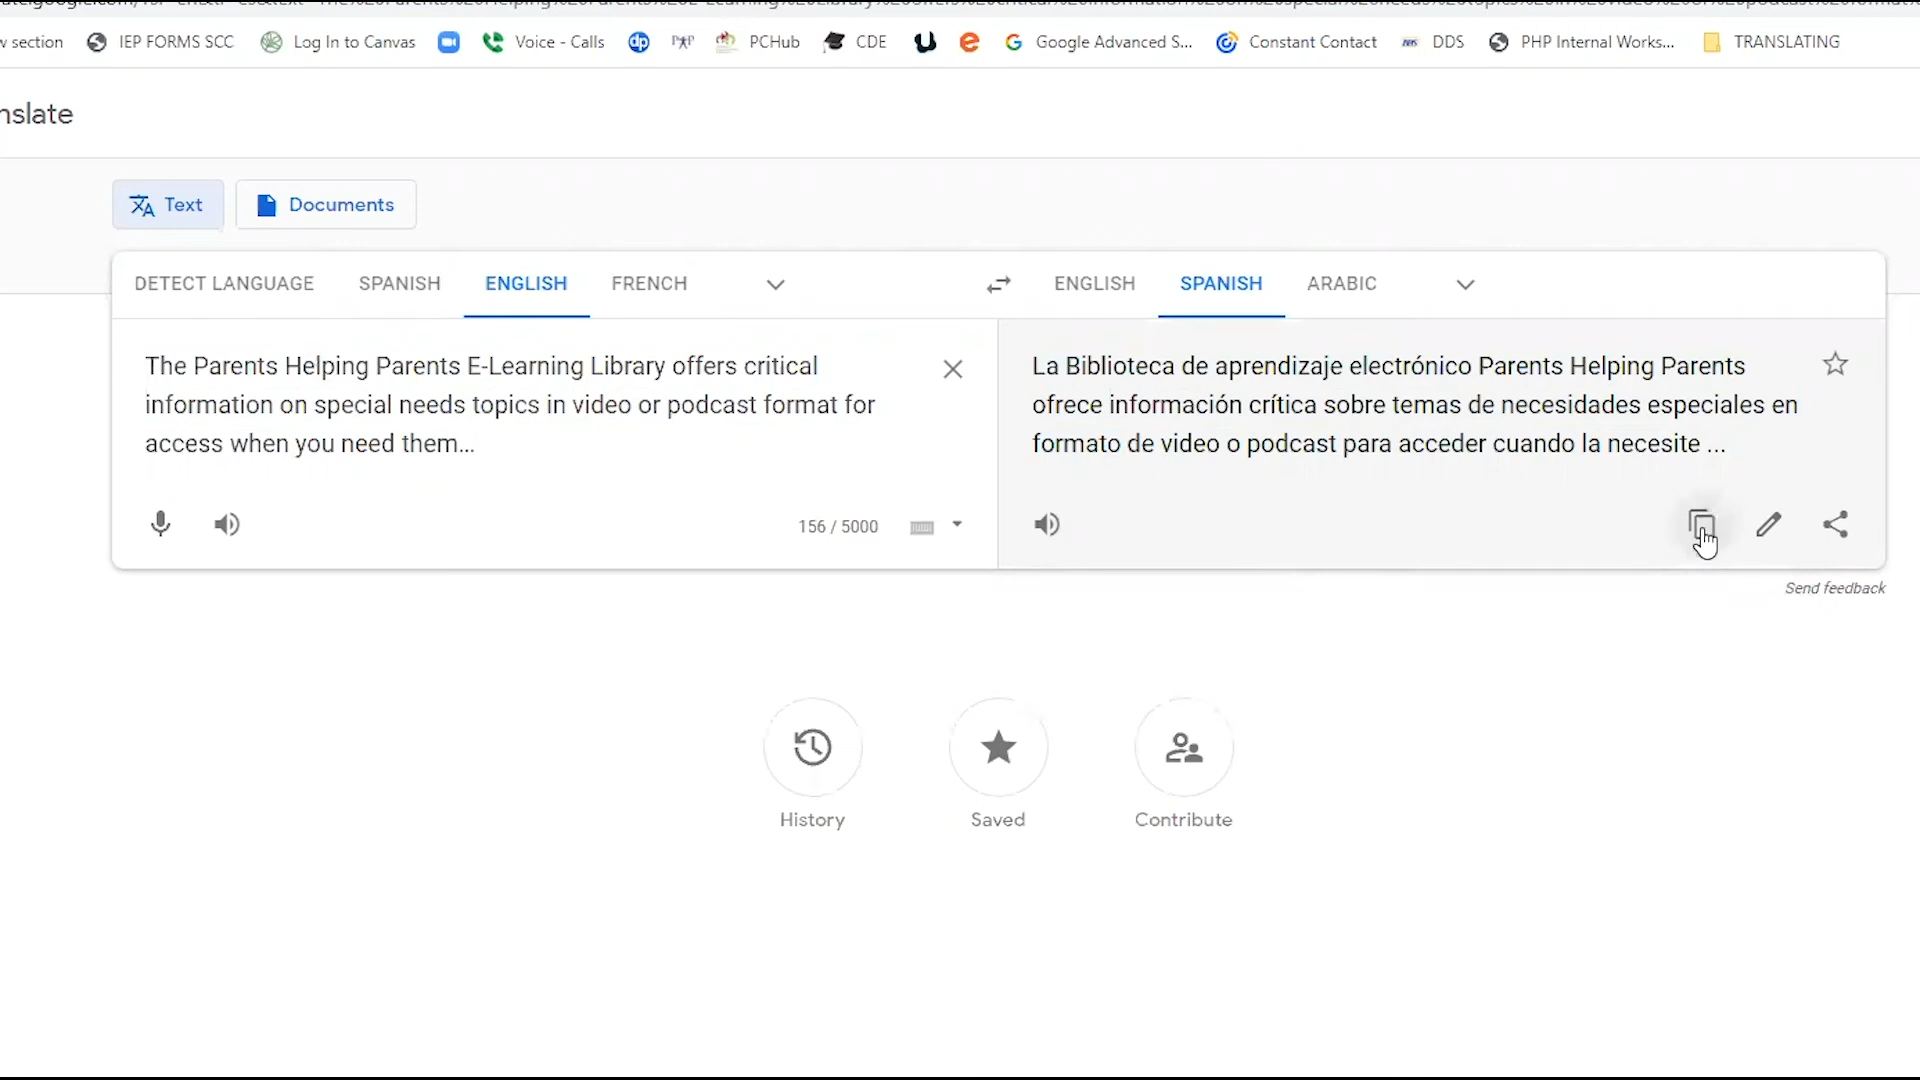 w section IEP FORMS SCC Log In to Canvas Voice - Calls dp PHP PCHub CDE U e G Google Advanced S... Constant Contact DDS PHP Internal Works... TRANSLATING
nslate
Text Documents
DETECT LANGUAGE SPANISH ENGLISH FRENCH ENGLISH SPANISH ARABIC
The Parents Helping Parents E-Learning Library offers critical
information on special needs topics in video or podcast format for
access when you need them...
La Biblioteca de aprendizaje electrónico Parents Helping Parents
ofrece información crítica sobre temas de necesidades especiales en
formato de video o podcast para acceder cuando la necesite ...
156 / 5000
Send feedback
History Saved Contribute